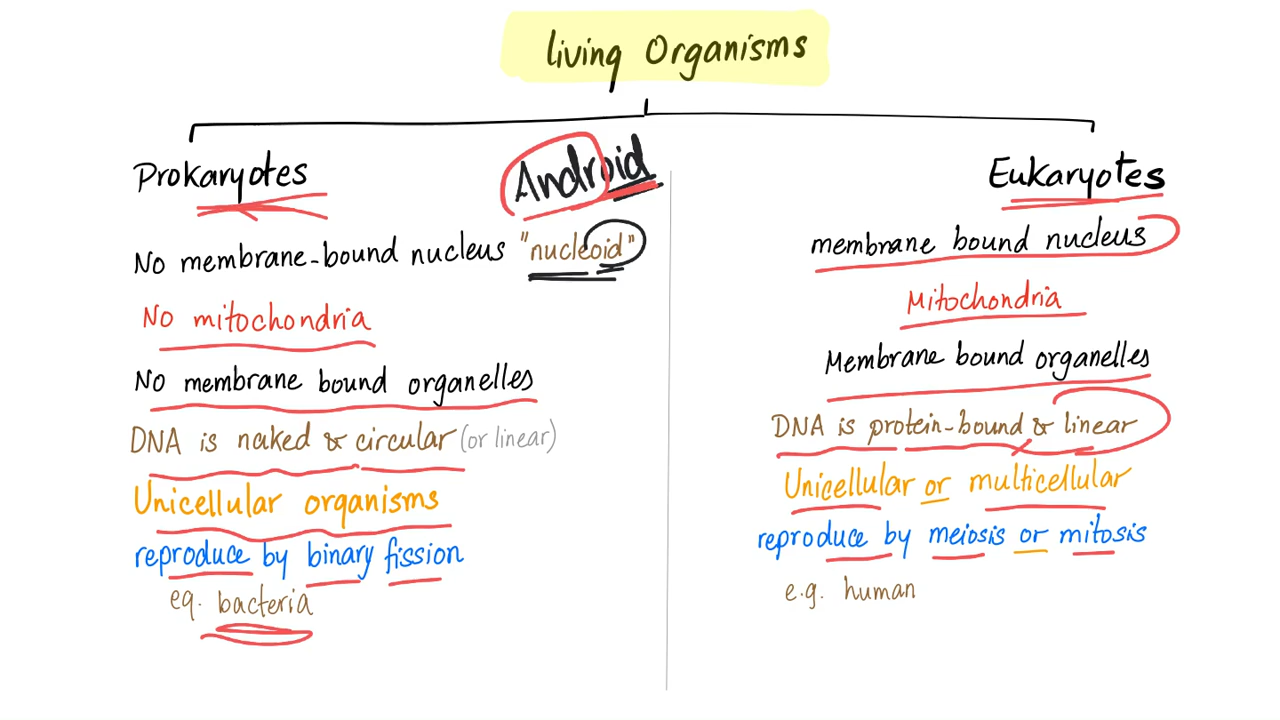 living Organisms
Prokaryotes
Android
No membrane-bound nucleus "nucleoid"
No mitochondria
No membrane bound organelles
DNA is naked & circular (or linear)
Unicellular organisms
reproduce by binary fission
eg. bacteria
Eukaryotes
membrane bound nucleus
Mitochondria
Membrane bound organelles
DNA is protein-bound & linear
Unicellular or multicellular
reproduce by meiosis or mitosis
e.g. human